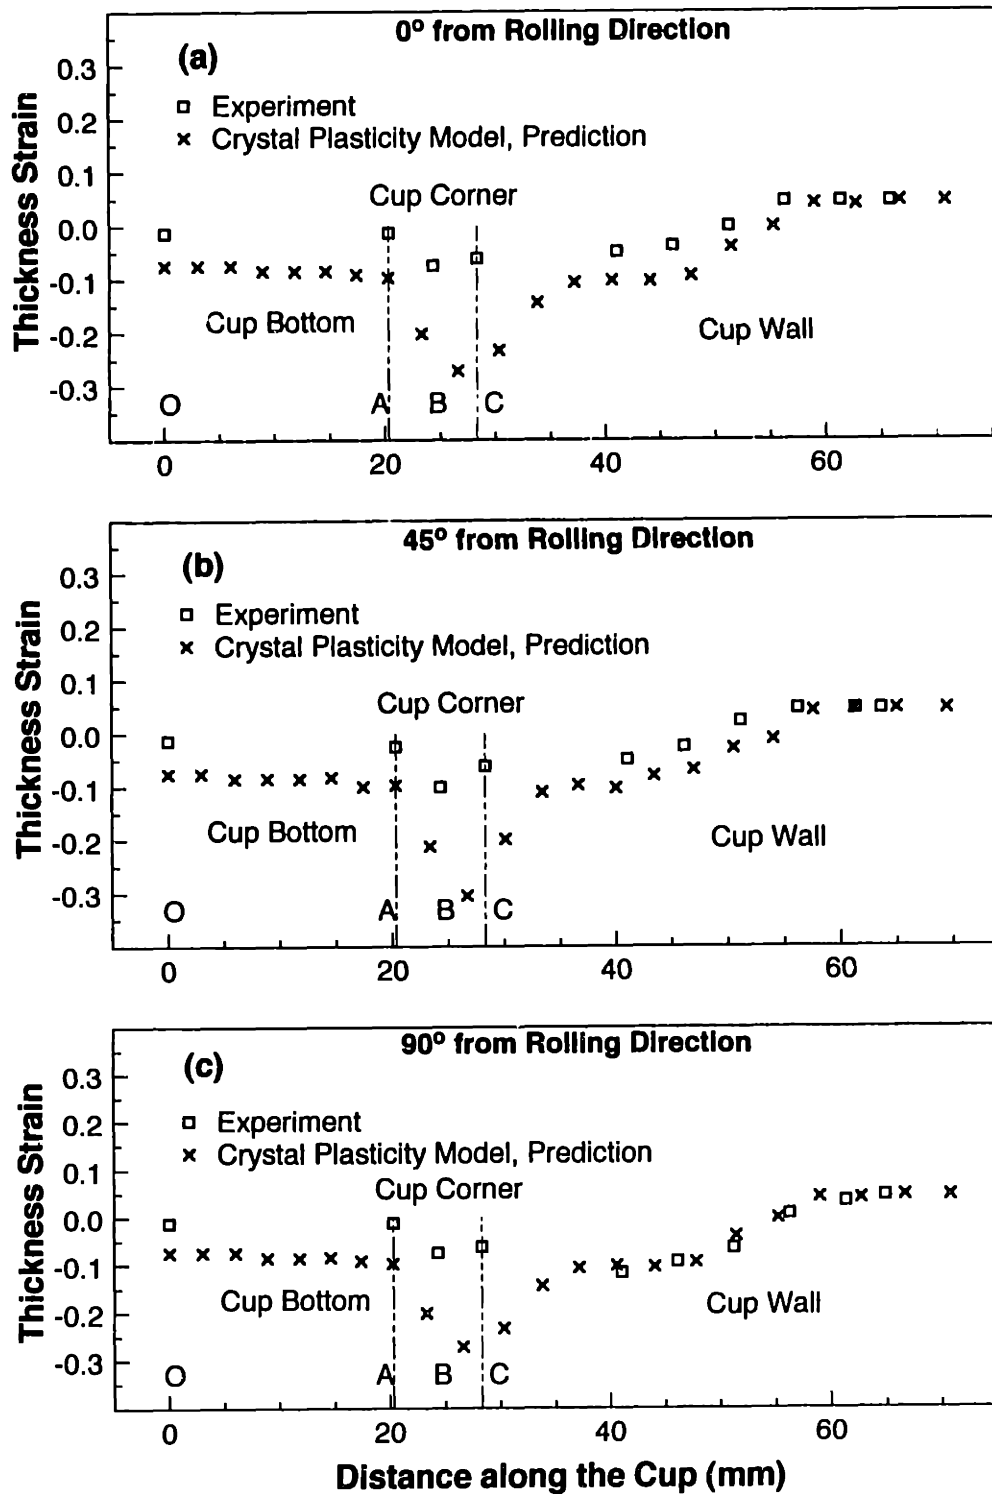 0° from Rolling Direction
(a)
Experiment
Crystal Plasticity Model, Prediction
Cup Corner
Cup Bottom
Cup Wall
O A B C
Thickness Strain
0.3
0.2
0.1
0.0
-0.1
-0.2
-0.3
0 20 40 60
45° from Rolling Direction
(b)
Experiment
Crystal Plasticity Model, Prediction
Cup Corner
Cup Bottom
Cup Wall
O A B C
Thickness Strain
0.3
0.2
0.1
0.0
-0.1
-0.2
-0.3
0 20 40 60
90° from Rolling Direction
(c)
Experiment
Crystal Plasticity Model, Prediction
Cup Corner
Cup Bottom
Cup Wall
O A B C
Thickness Strain
0.3
0.2
0.1
0.0
-0.1
-0.2
-0.3
0 20 40 60
Distance along the Cup (mm)